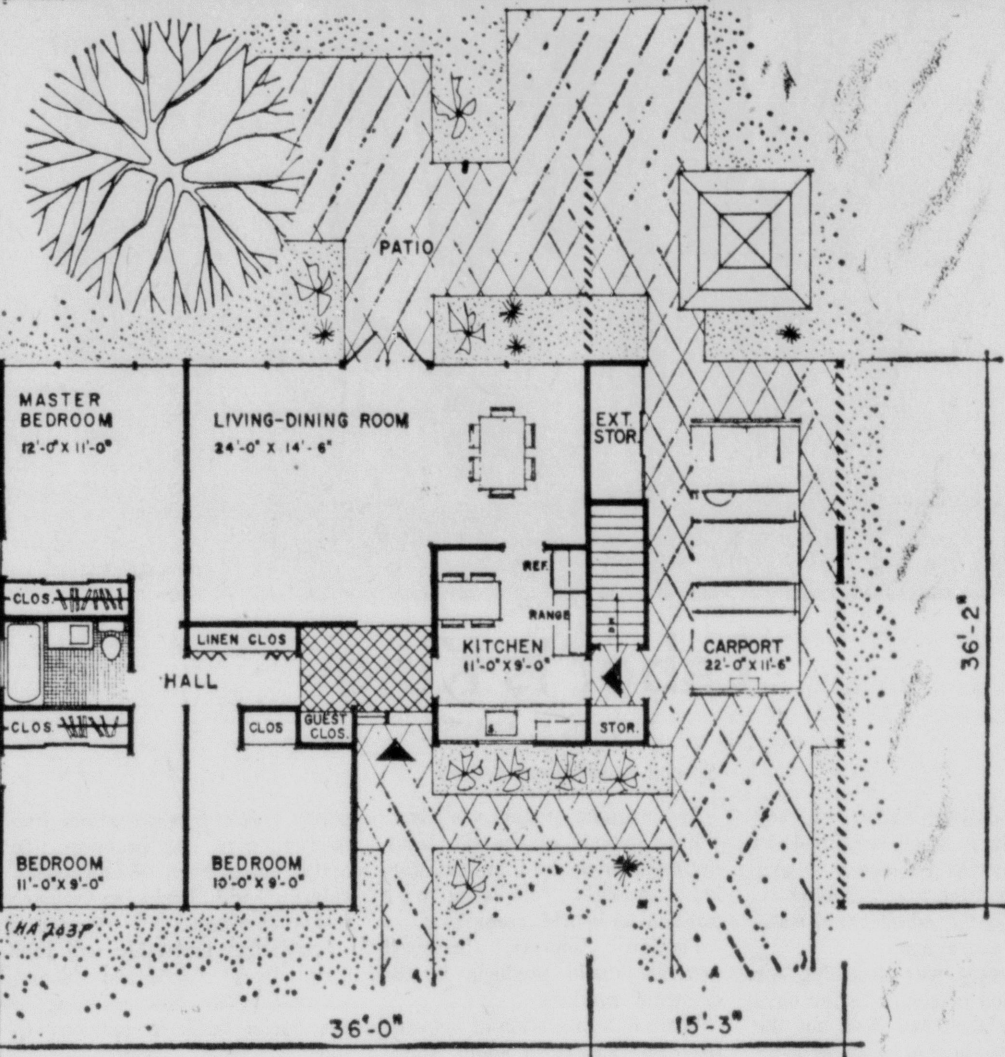 PATIO
MASTER
BEDROOM
12'-0" X 11'-0"
LIVING-DINING ROOM
24'-0" X 14'-6"
EXT.
STOR.
REF.
RANGE
CLOS.
LINEN CLOS
KITCHEN
11'-0" X 9'-0"
CARPORT
22'-0" X 11'-6"
36'-2"
HALL
CLOS.
CLOS
GUEST
CLOS.
S.
STOR.
BEDROOM
11'-0" X 9'-0"
BEDROOM
10'-0" X 9'-0"
HA 203P
36'-0"
15'-3"